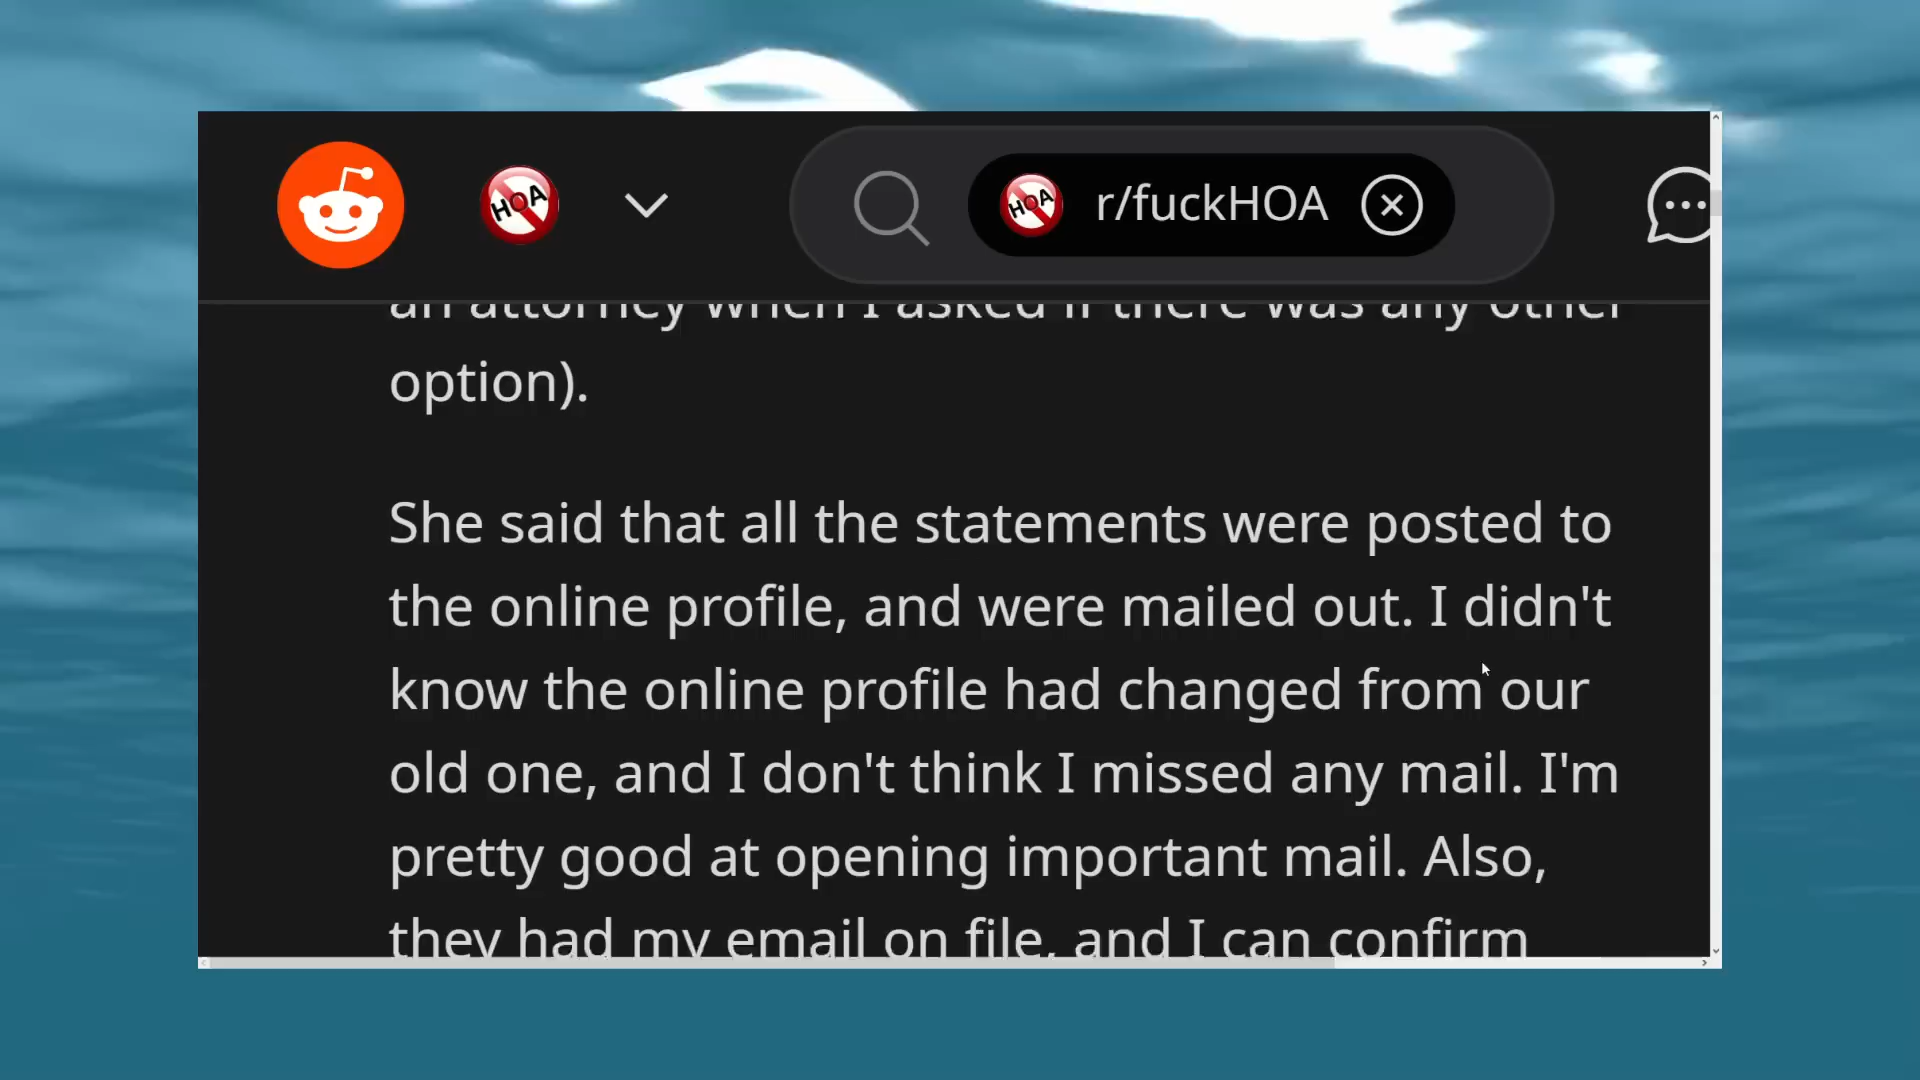 HOA
HOA
r/fuckHOA
an attorney when I asked if there was any other
option).
She said that all the statements were posted to
the online profile, and were mailed out. I didn't
know the online profile had changed from our
old one, and I don't think I missed any mail. I'm
pretty good at opening important mail. Also,
they had my email on file, and I can confirm